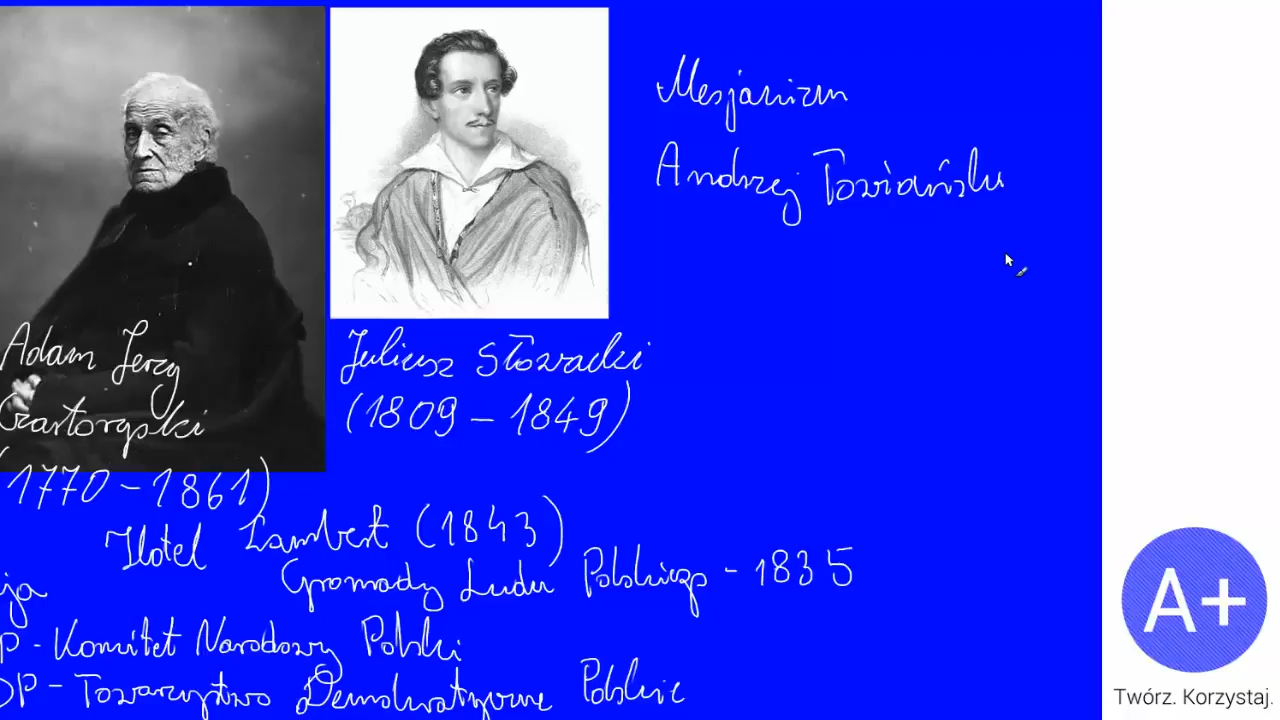 Mesjanizm
Andrzej Towiański
Adam Jerzy
Czartoryski
(1770 - 1861)
Juliusz Słowacki
(1809 - 1849)
Hotel Lambert (1843)
Gromady Ludu Polskiego - 1835
ja
P - Komitet Narodowy Polski
DP - Towarzystwo Demokratyczne Polskie
A+
Twórz. Korzystaj.